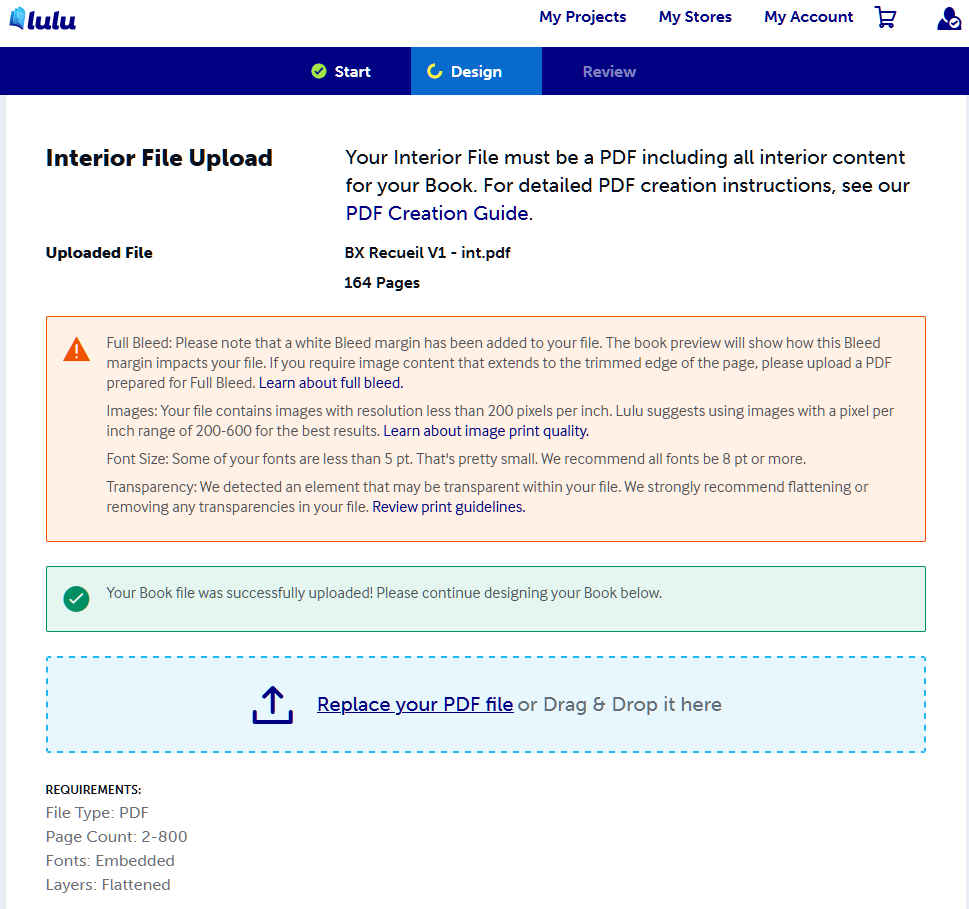 lulu
My Projects My Stores My Account
Start Design Review
Interior File Upload
Your Interior File must be a PDF including all interior content
for your Book. For detailed PDF creation instructions, see our
PDF Creation Guide.
Uploaded File
BX Recueil V1 - int.pdf
164 Pages
Full Bleed: Please note that a white Bleed margin has been added to your file. The book preview will show how this Bleed
margin impacts your file. If you require image content that extends to the trimmed edge of the page, please upload a PDF
prepared for Full Bleed. Learn about full bleed.
Images: Your file contains images with resolution less than 200 pixels per inch. Lulu suggests using images with a pixel per
inch range of 200-600 for the best results. Learn about image print quality.
Font Size: Some of your fonts are less than 5 pt. That's pretty small. We recommend all fonts be 8 pt or more.
Transparency: We detected an element that may be transparent within your file. We strongly recommend flattening or
removing any transparencies in your file. Review print guidelines.
Your Book file was successfully uploaded! Please continue designing your Book below.
Replace your PDF file or Drag & Drop it here
REQUIREMENTS:
File Type: PDF
Page Count: 2-800
Fonts: Embedded
Layers: Flattened